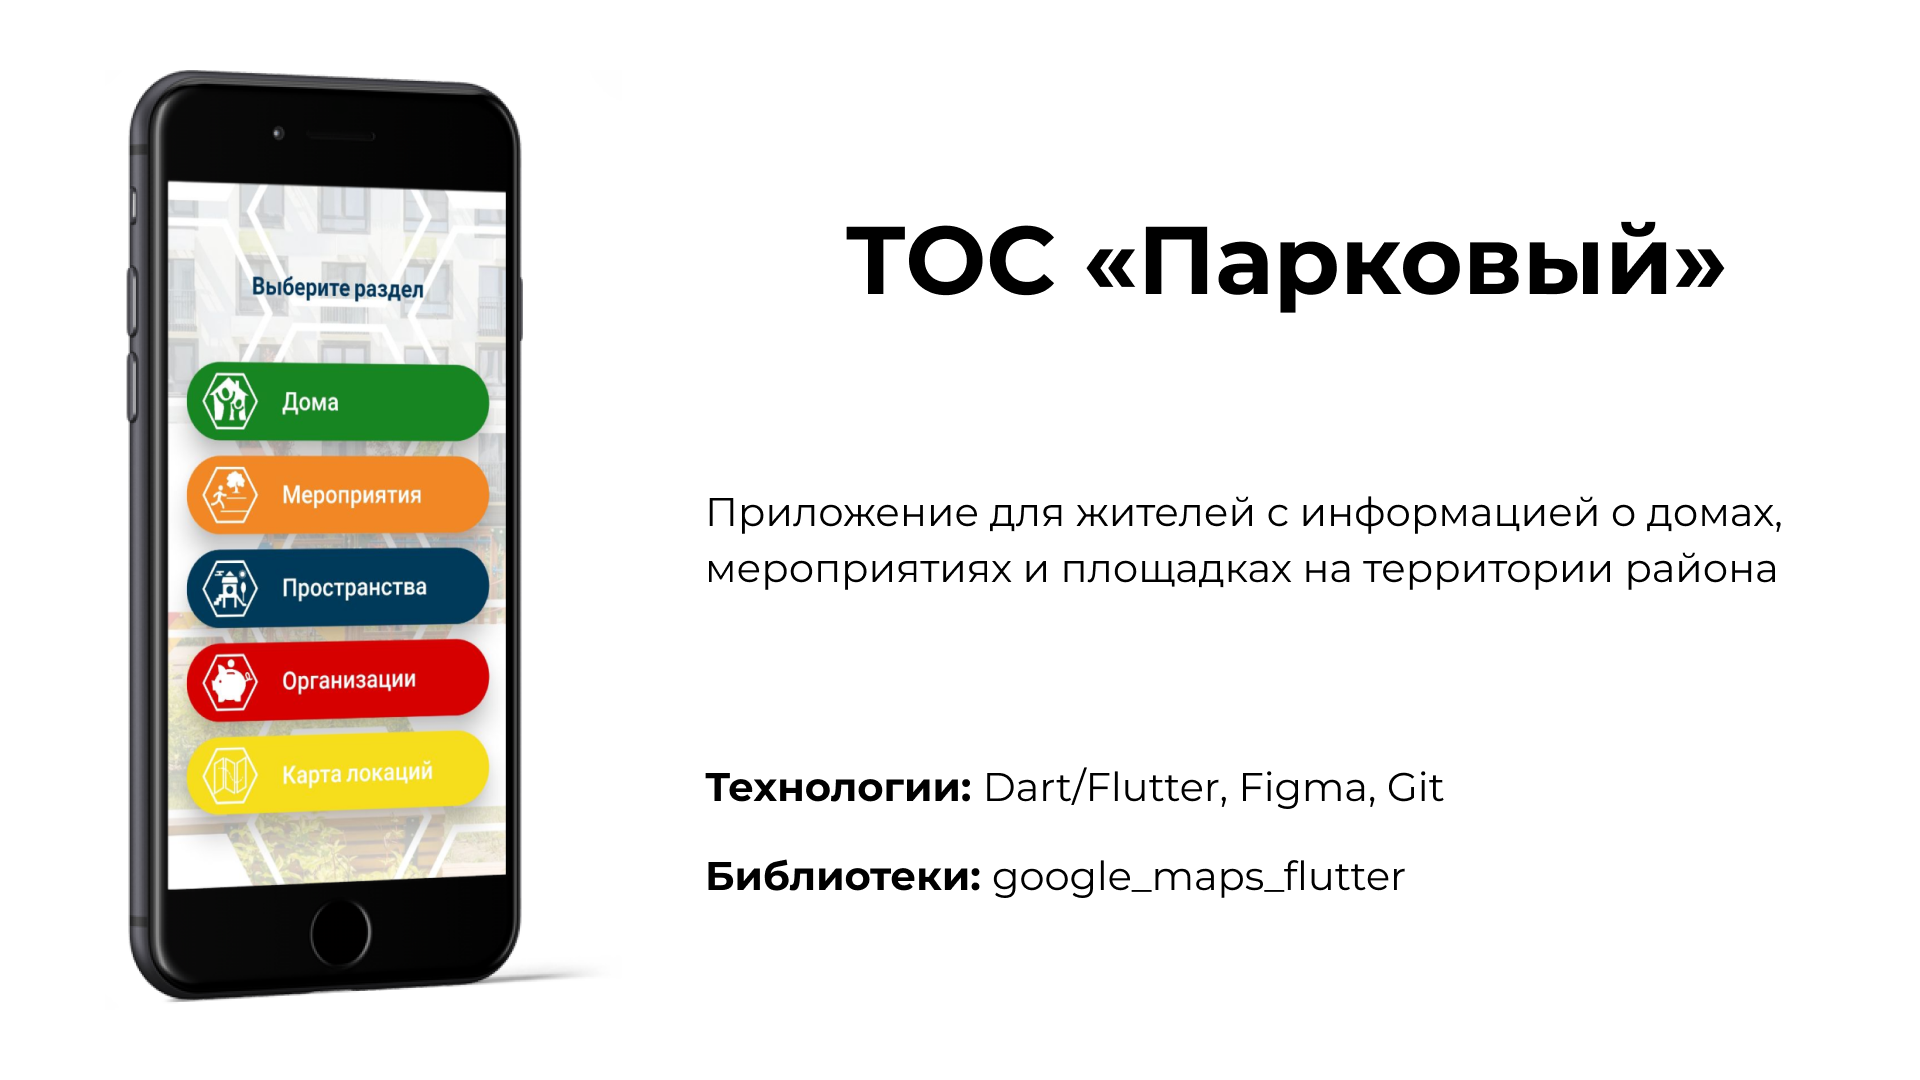 Выберите раздел
Дома
Мероприятия
Пространства
Организации
Карта локаций
ТОС «Парковый»
Приложение для жителей с информацией о домах,
мероприятиях и площадках на территории района
Технологии: Dart/Flutter, Figma, Git
Библиотеки: google_maps_flutter